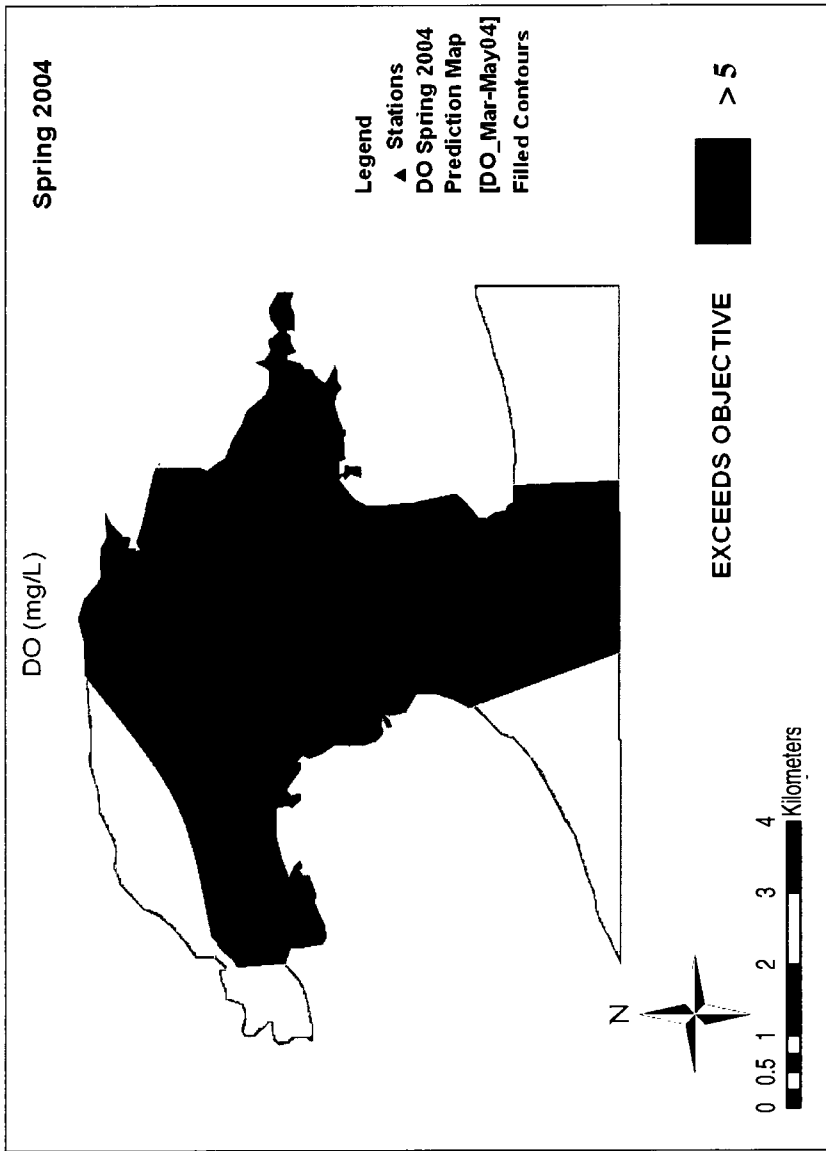 DO (mg/L)
Spring 2004
Legend
Stations
DO Spring 2004
Prediction Map
[DO_Mar-May04]
Filled Contours
N
0 0.5 1 2 3 4
Kilometers
EXCEEDS OBJECTIVE
> 5